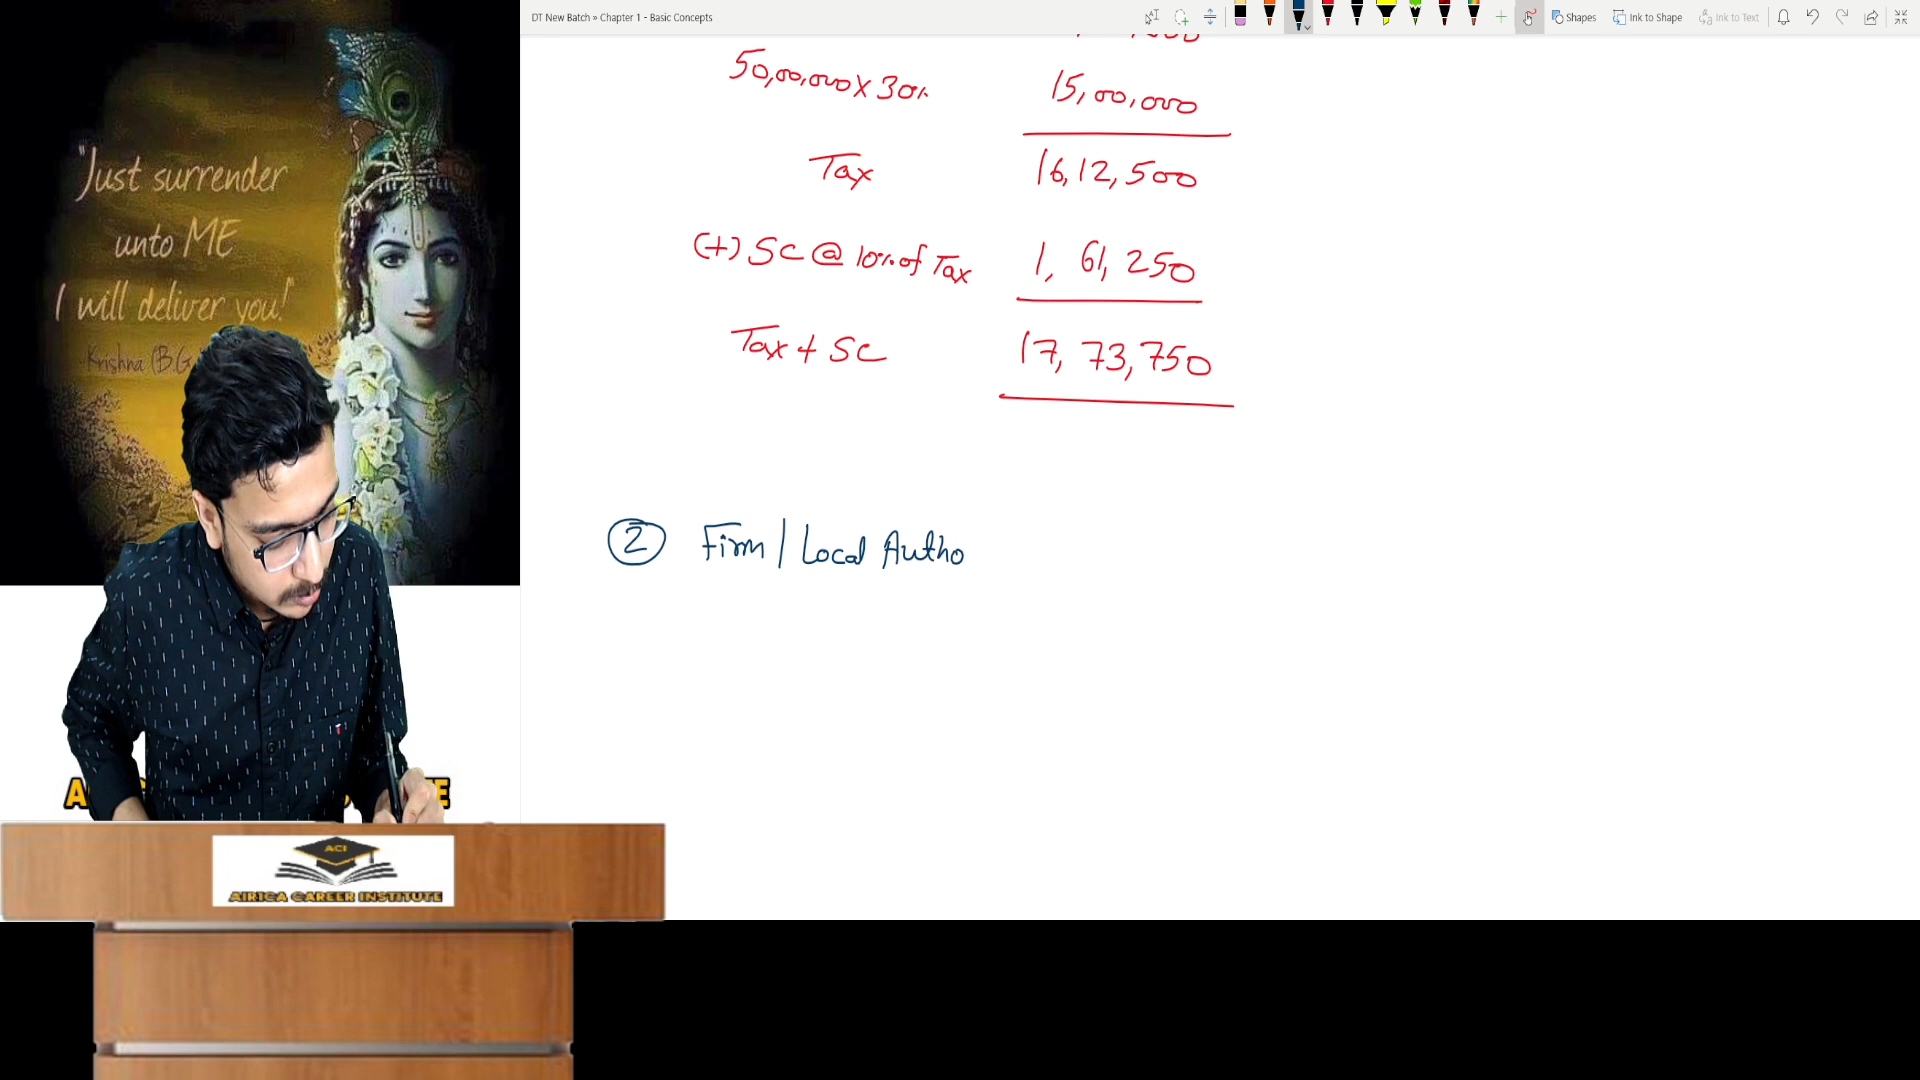 DT New Batch » Chapter 1 - Basic Concepts
Shapes
Ink to Shape
Ink to Text
50,00,000 X 30% 15,00,000
Tax 16,12,500
(+) SC @ 10% of Tax 1,61,250
Tax + SC 17,73,750
② Firm / Local Autho
"Just surrender
unto ME
I will deliver you!"
-Krishna (B.G.
A
E
ACI
AIRICA CAREER INSTITUTE